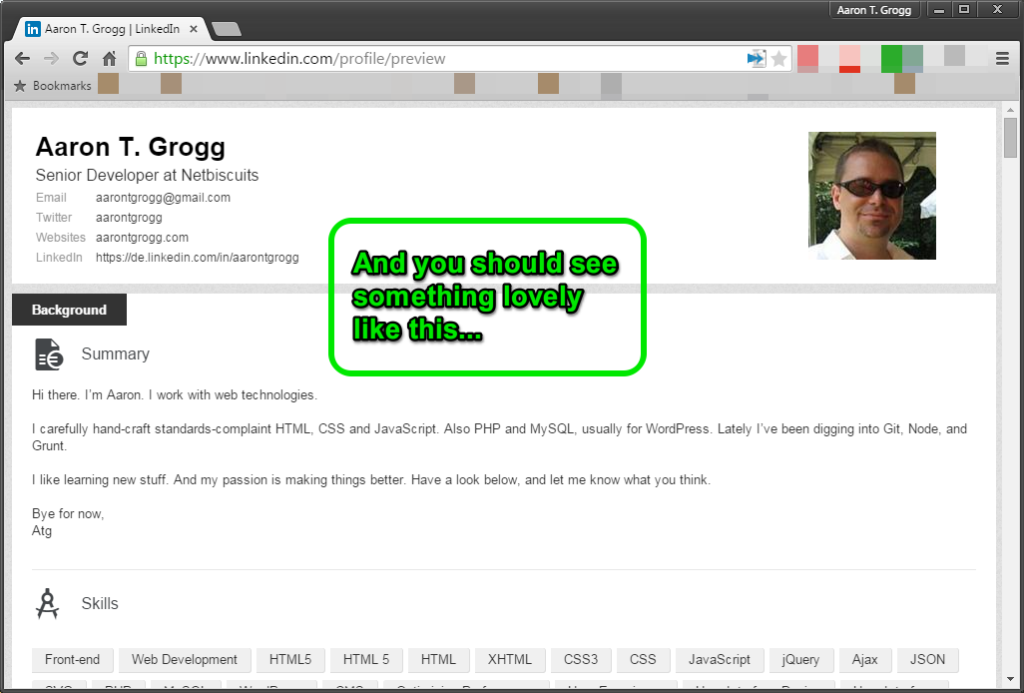 Aaron T. Grogg
Aaron T. Grogg | LinkedIn
https://www.linkedin.com/profile/preview
Bookmarks
Aaron T. Grogg
Senior Developer at Netbiscuits
Email aarontgrogg@gmail.com
Twitter aarontgrogg
Websites aarontgrogg.com
LinkedIn https://de.linkedin.com/in/aarontgrogg
And you should see
something lovely
like this...
Background
Summary
Hi there. I'm Aaron. I work with web technologies.
I carefully hand-craft standards-complaint HTML, CSS and JavaScript. Also PHP and MySQL, usually for WordPress. Lately I've been digging into Git, Node, and
Grunt.
I like learning new stuff. And my passion is making things better. Have a look below, and let me know what you think.
Bye for now,
Atg
Skills
Front-end Web Development HTML5 HTML 5 HTML XHTML CSS3 CSS JavaScript jQuery Ajax JSON